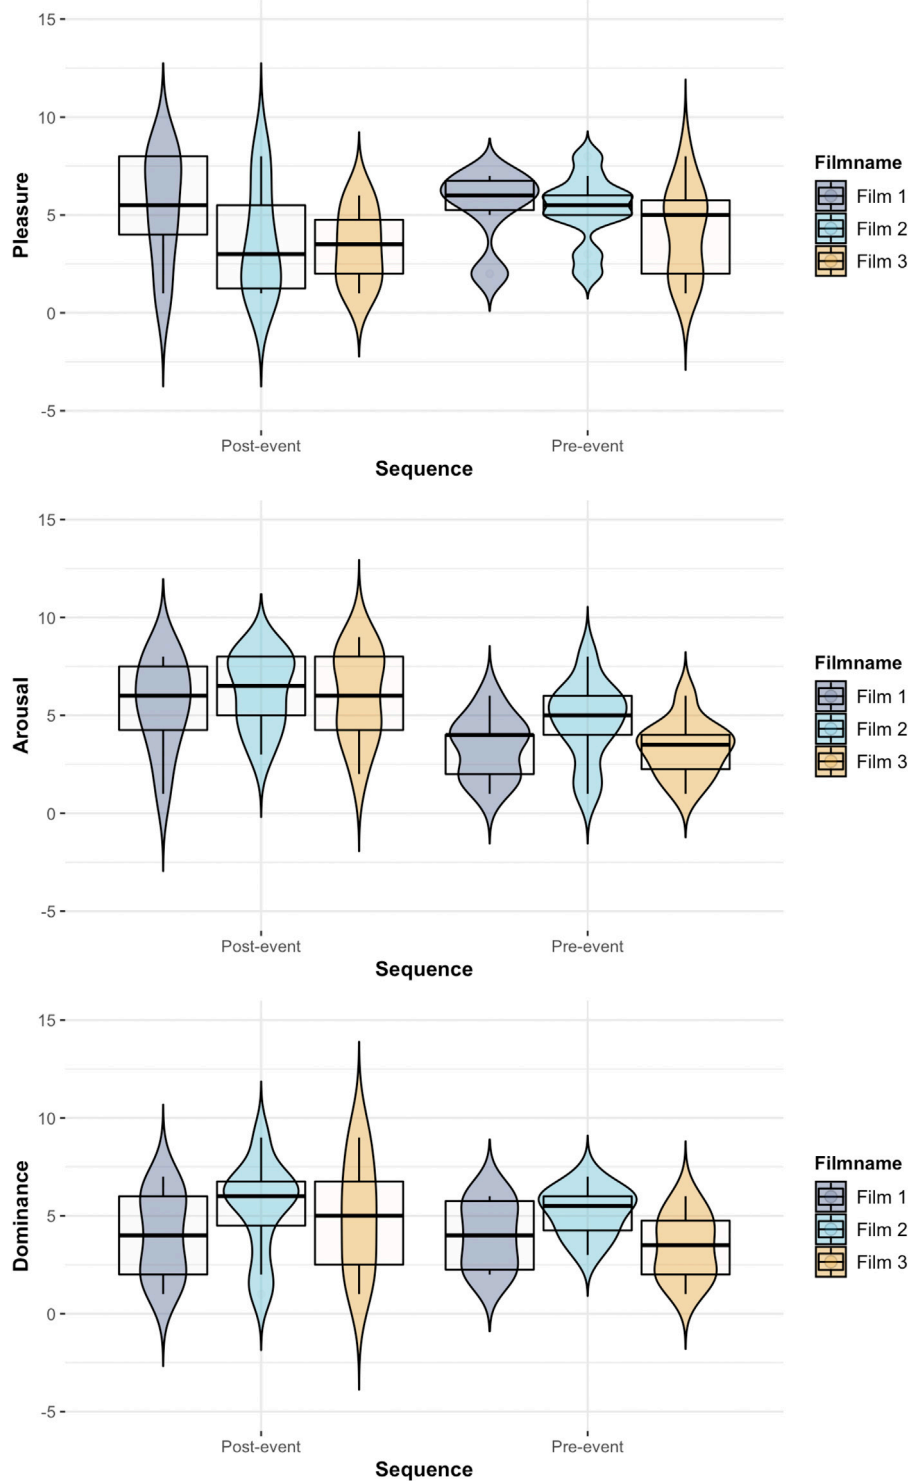 15
10
5
0
-5
Pleasure
Post-event
Pre-event
Sequence
Filmname
Film 1
Film 2
Film 3
15
10
5
0
-5
Arousal
Post-event
Pre-event
Sequence
Filmname
Film 1
Film 2
Film 3
15
10
5
0
-5
Dominance
Post-event
Pre-event
Sequence
Filmname
Film 1
Film 2
Film 3